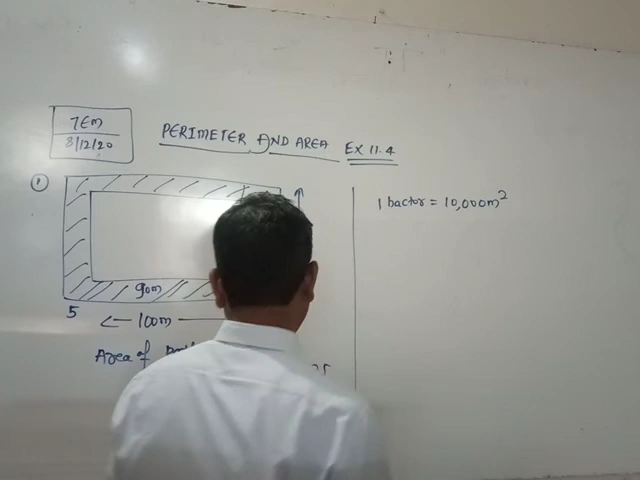 7EM
8/12/20
PERIMETER AND AREA Ex 11.4
1
90m
5
100m
Area of
1 hactor = 10,000m²